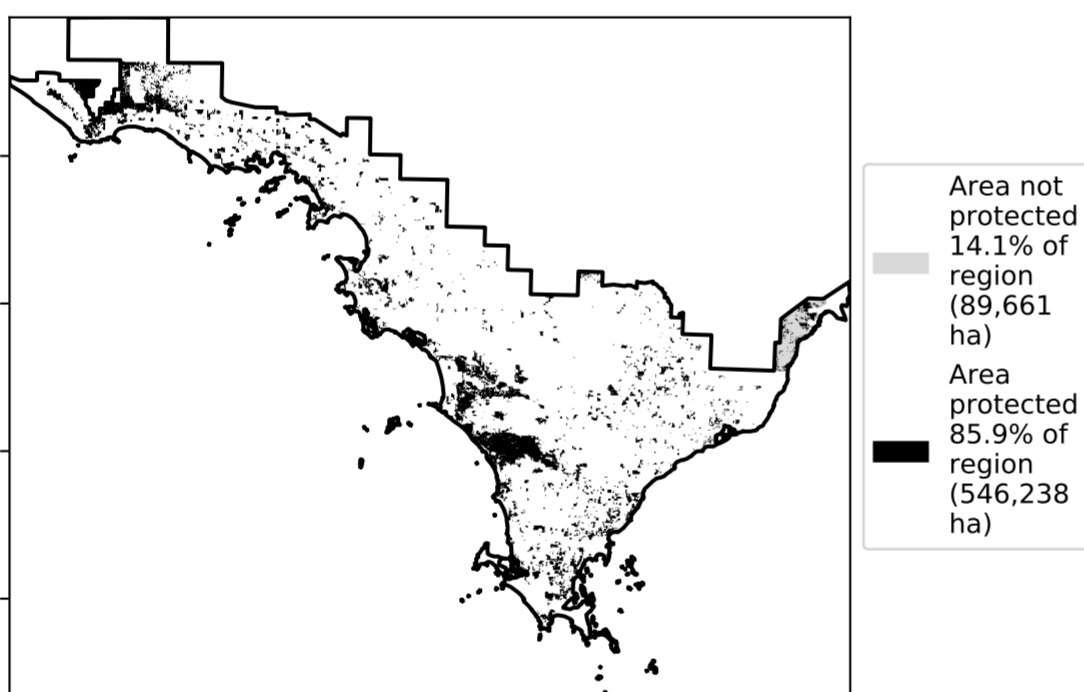 Area not
protected
14.1% of
region
(89,661
ha)
Area
protected
85.9% of
region
(546,238
ha)